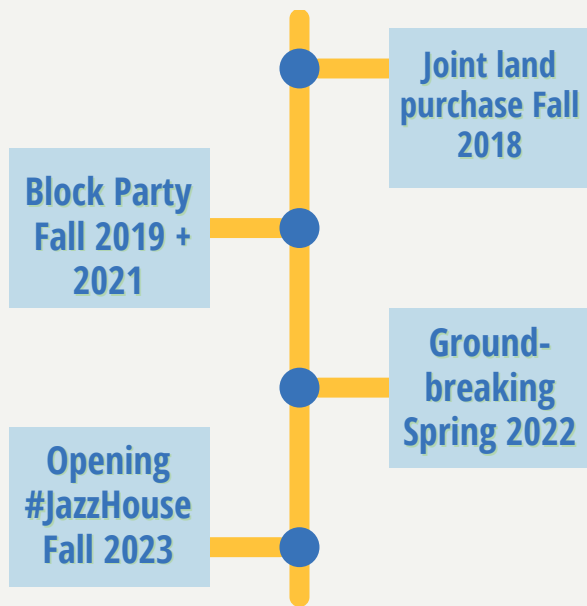 Joint land
purchase Fall
2018
Block Party
Fall 2019 +
2021
Ground-
breaking
Spring 2022
Opening
#JazzHouse
Fall 2023